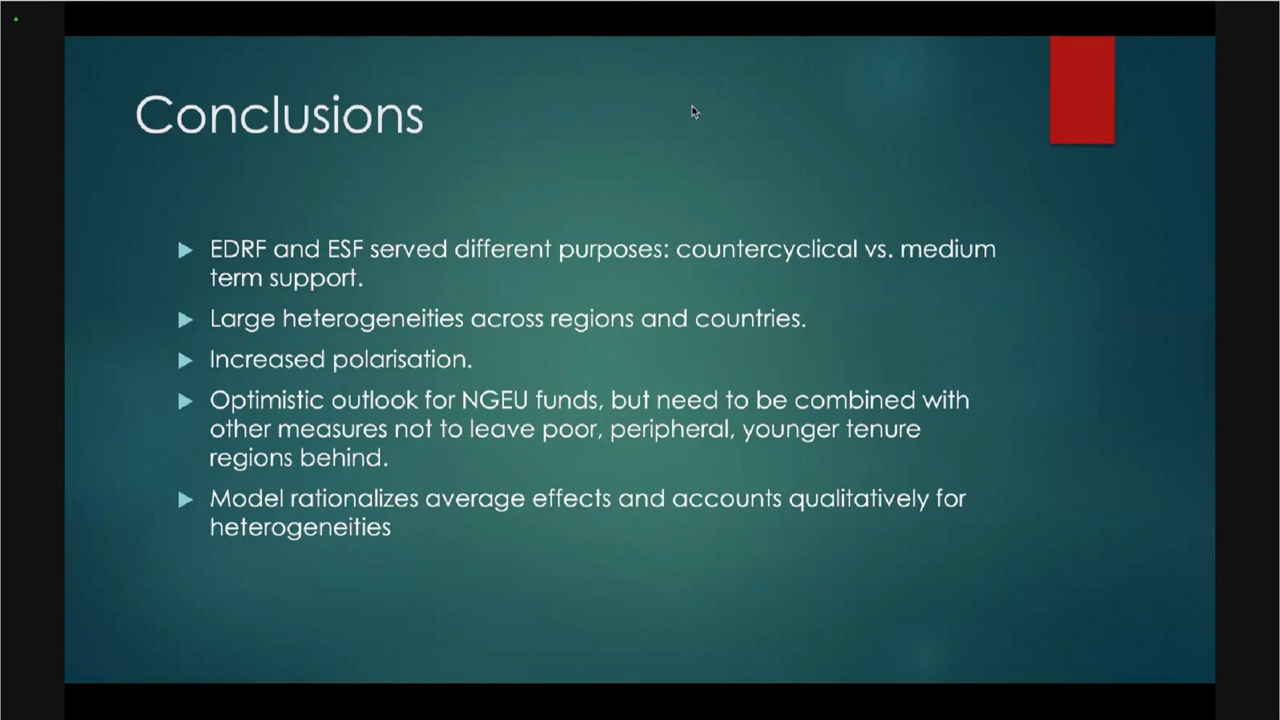 Conclusions
EDRF and ESF served different purposes: countercyclical vs. medium
term support.
Large heterogeneities across regions and countries.
Increased polarisation.
Optimistic outlook for NGEU funds, but need to be combined with
other measures not to leave poor, peripheral, younger tenure
regions behind.
Model rationalizes average effects and accounts qualitatively for
heterogeneities